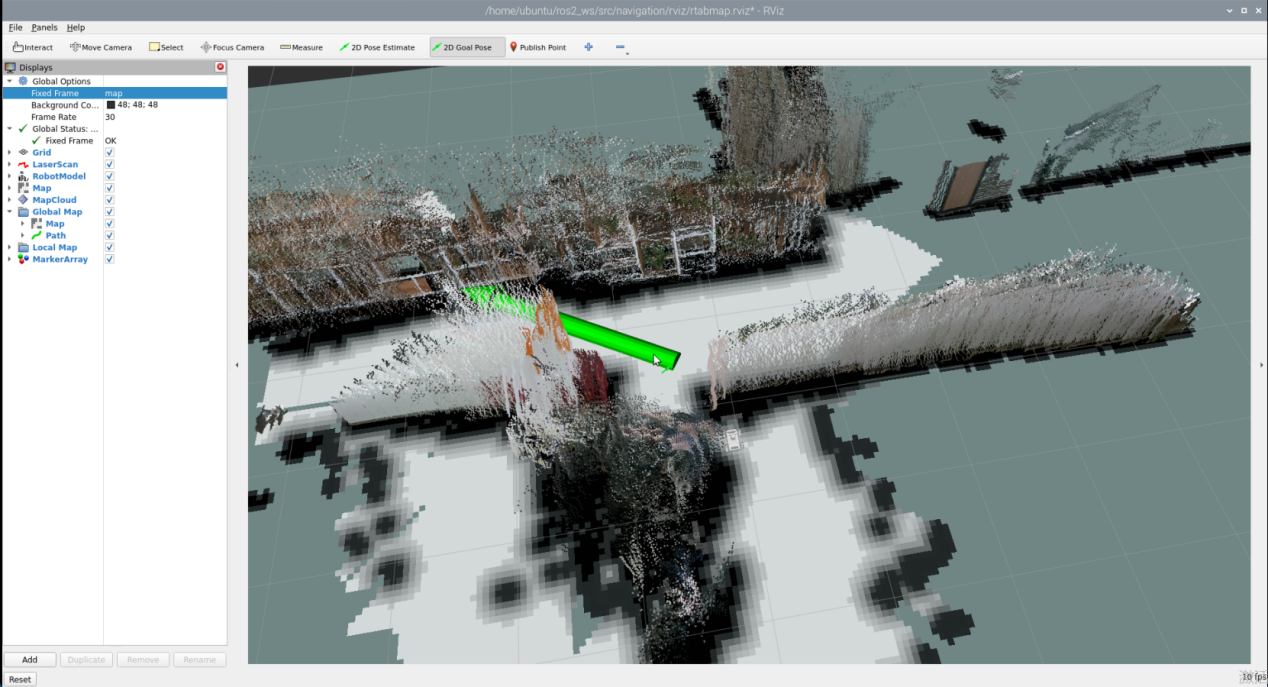 /home/ubuntu/ros2_ws/src/navigation/rviz/rtabmap.rviz* - RViz
File Panels Help
Interact Move Camera Select Focus Camera Measure 2D Pose Estimate 2D Goal Pose Publish Point
Displays
Global Options
Fixed Frame map
Background Co... 48; 48; 48
Frame Rate 30
Global Status: ...
Fixed Frame OK
Grid
LaserScan
RobotModel
Map
MapCloud
Global Map
Map
Path
Local Map
MarkerArray
Add Duplicate Remove Rename
Reset
10 fps